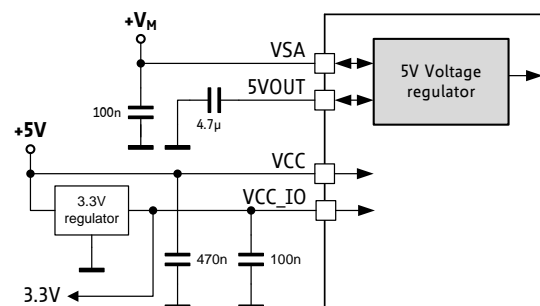 +VM
VSA
5V Voltage
regulator
5VOUT
100n
4.7µ
+5V
VCC
3.3V
regulator
VCC_IO
470n
100n
3.3V